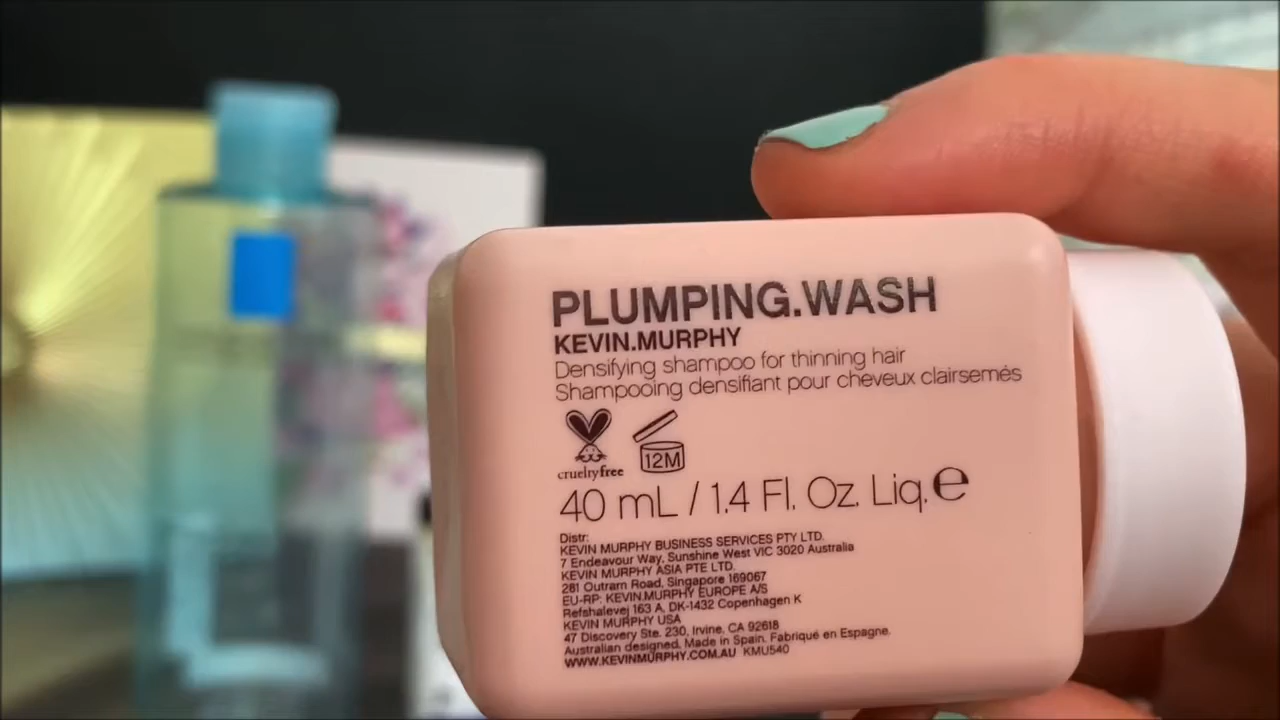 PLUMPING.WASH
KEVIN.MURPHY
Densifying shampoo for thinning hair
Shampooing densifiant pour cheveux clairsemés
crueltyfree
12M
40 mL / 1.4 Fl. Oz. Liq. e
Distr:
KEVIN MURPHY BUSINESS SERVICES PTY LTD.
7 Endeavour Way, Sunshine West VIC 3020 Australia
KEVIN MURPHY ASIA PTE LTD.
281 Outram Road, Singapore 169067
EU-RP: KEVIN.MURPHY EUROPE A/S
Refshalevej 163 A, DK-1432 Copenhagen K
KEVIN MURPHY USA
47 Discovery Ste. 230, Irvine, CA 92618
Australian designed. Made in Spain. Fabriqué en Espagne.
WWW.KEVINMURPHY.COM.AU KMU540